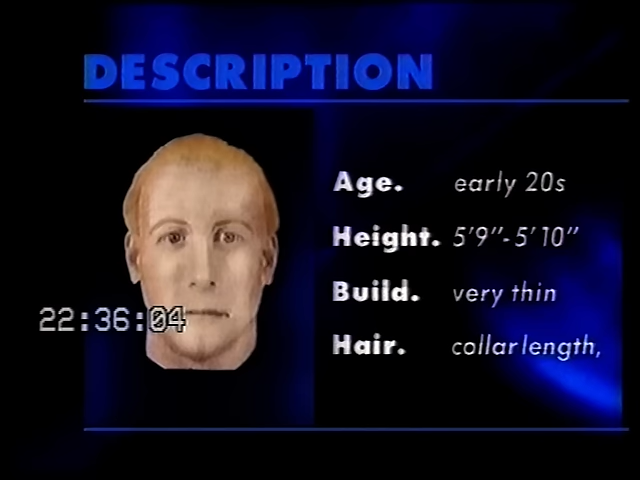 DESCRIPTION
Age. early 20s
Height. 5'9"-5'10"
Build. very thin
22:36:04
Hair. collar length,